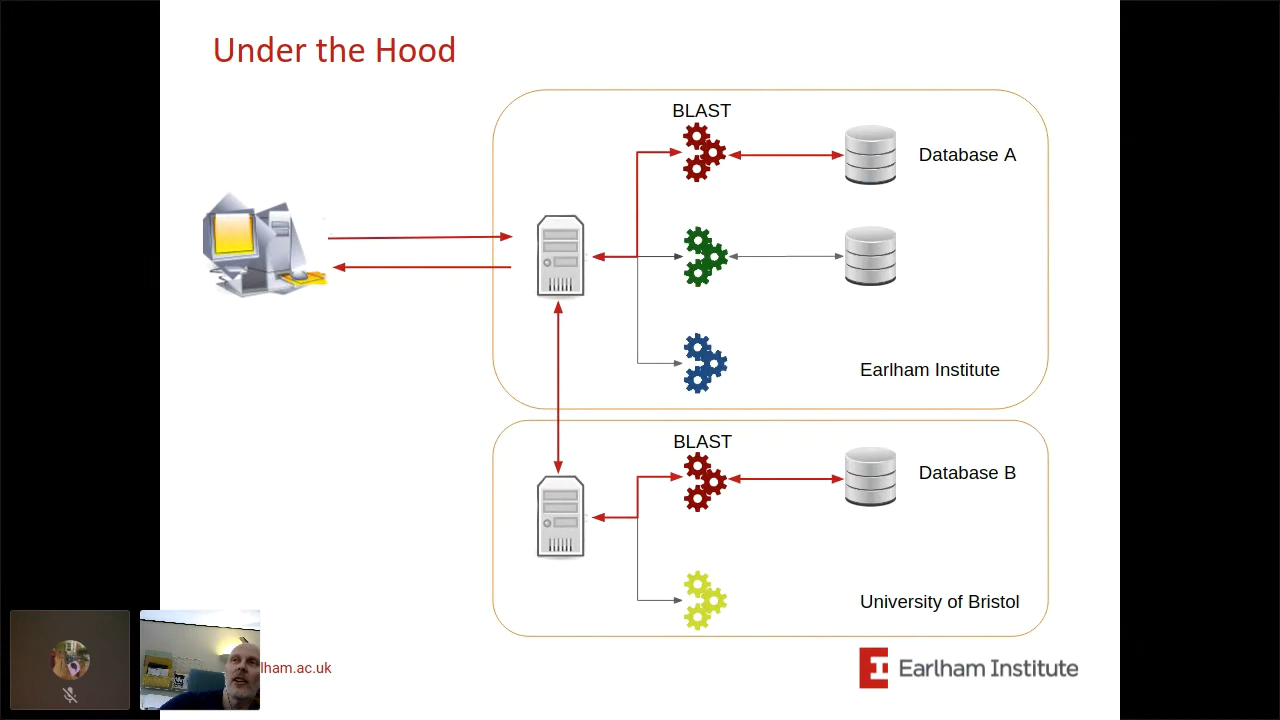 Under the Hood
BLAST
Database A
Earlham Institute
BLAST
Database B
University of Bristol
lham.ac.uk
Earlham Institute